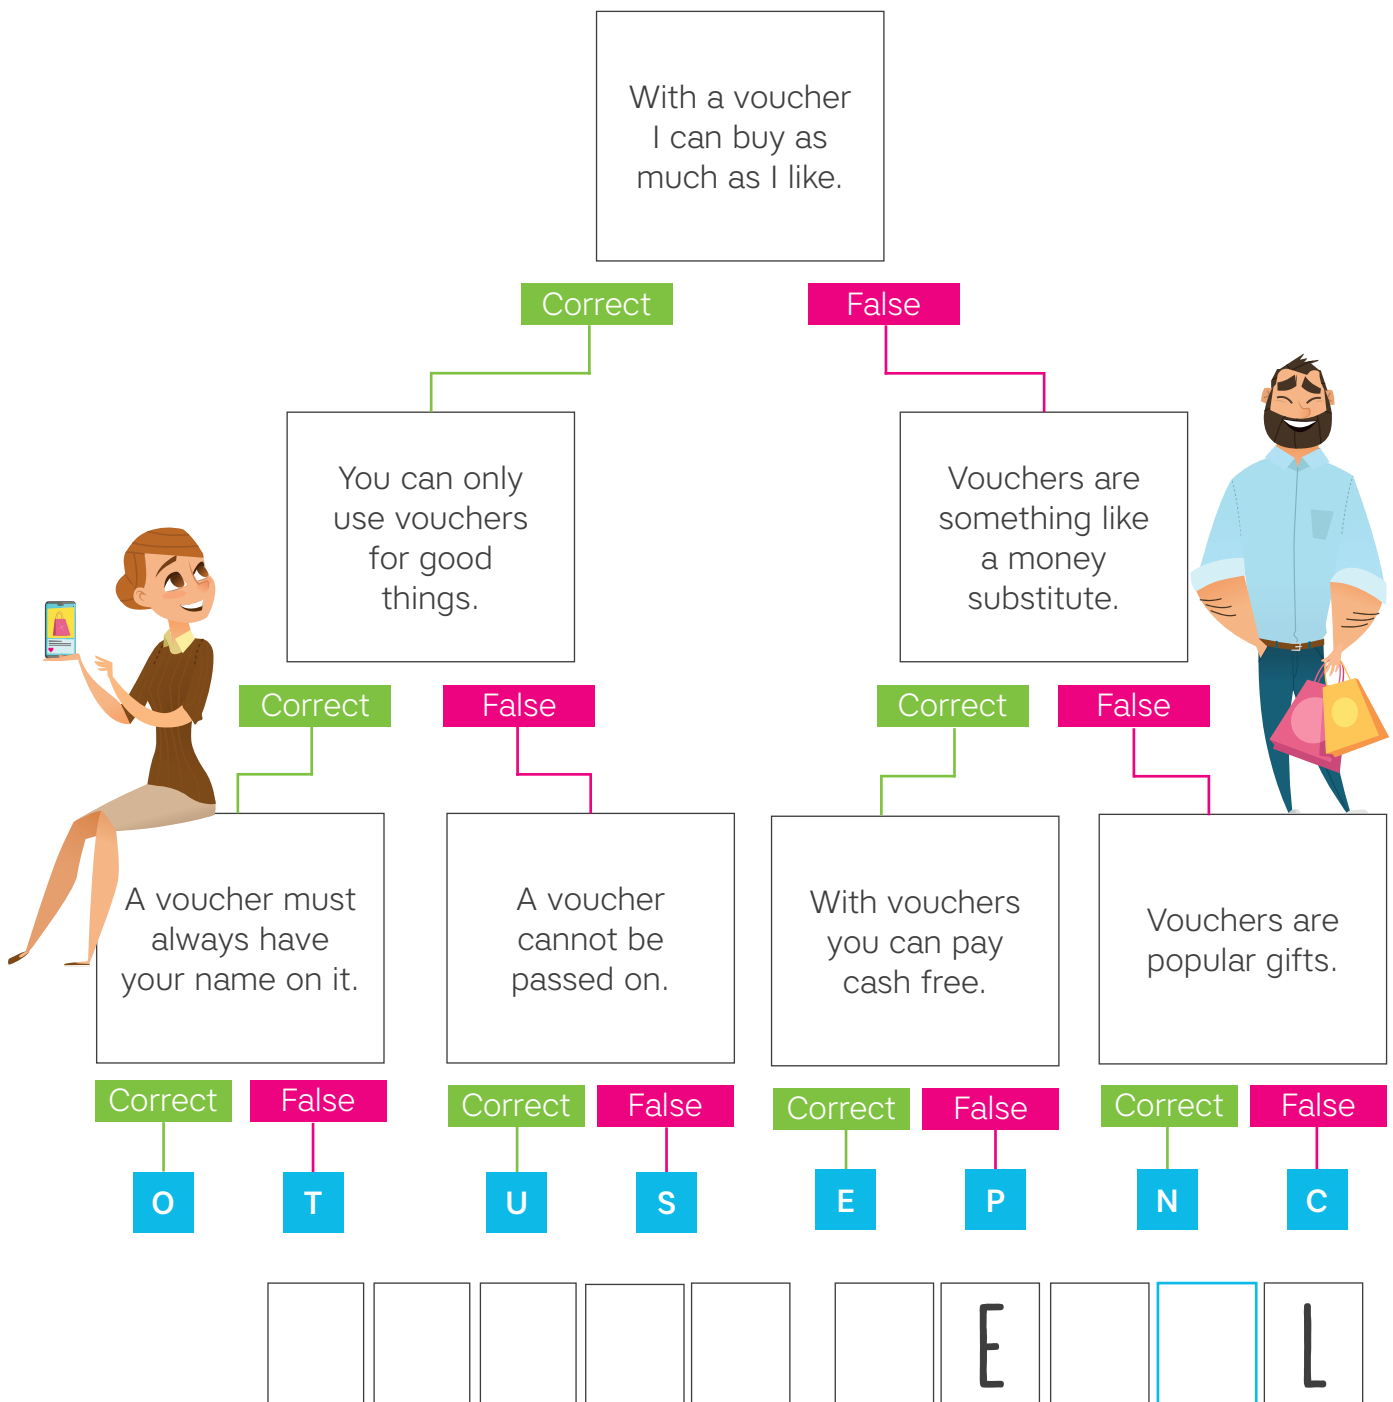 With a voucher
I can buy as
much as I like.
Correct
False
You can only
use vouchers
for good
things.
Vouchers are
something like
a money
substitute.
Correct
False
Correct
False
A voucher must
always have
your name on it.
A voucher
cannot be
passed on.
With vouchers
you can pay
cash free.
Vouchers are
popular gifts.
Correct
False
Correct
False
Correct
False
Correct
False
O
T
U
S
E
P
N
C
E
L